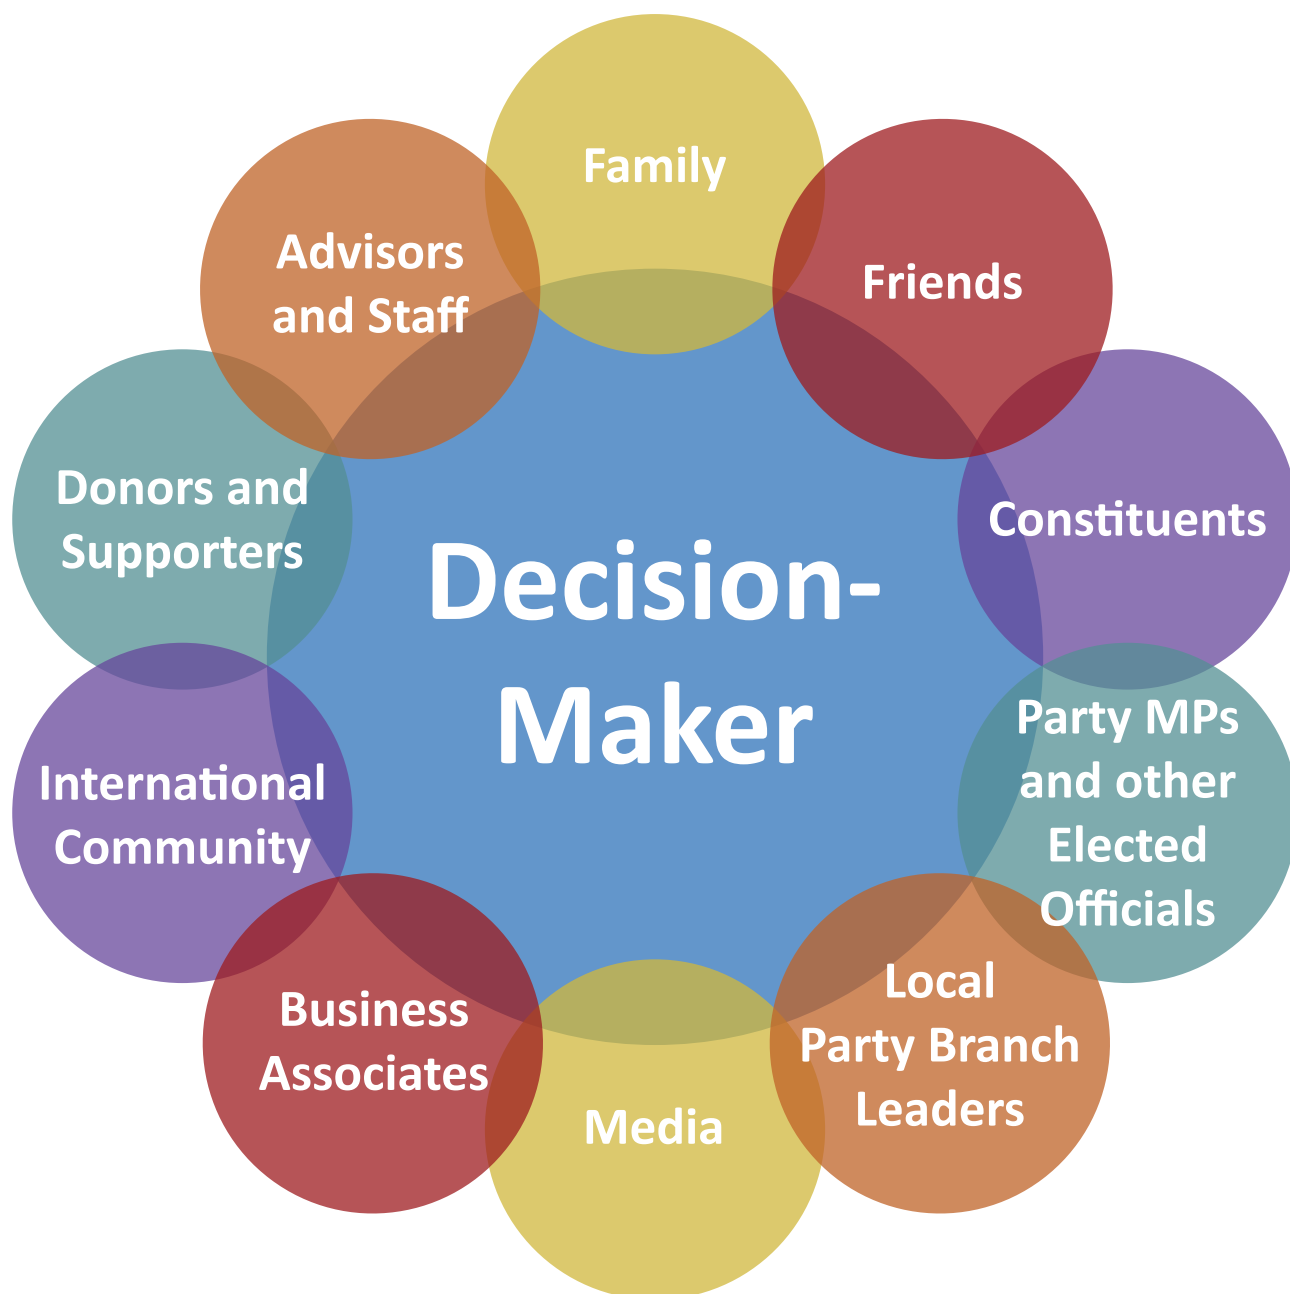 Family
Friends
Constituents
Party MPs
and other
Elected
Officials
Local
Party Branch
Leaders
Media
Business
Associates
International
Community
Donors and
Supporters
Advisors
and Staff
Decision-
Maker